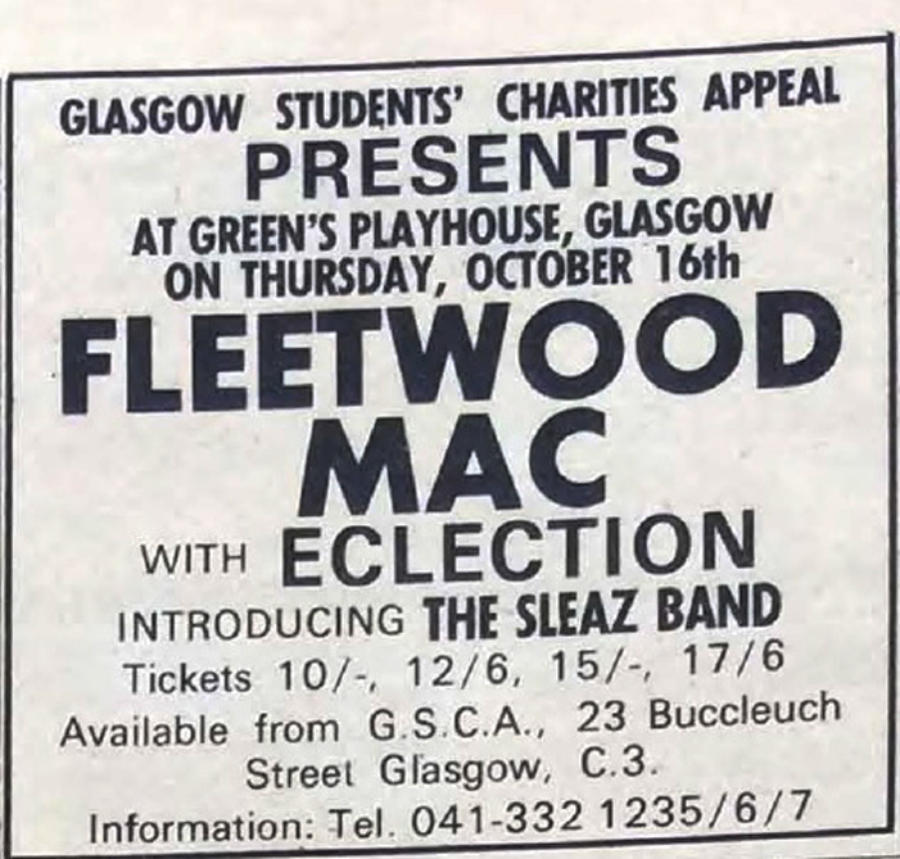 GLASGOW STUDENTS' CHARITIES APPEAL
PRESENTS
AT GREEN'S PLAYHOUSE, GLASGOW
ON THURSDAY, OCTOBER 16th
FLEETWOOD
MAC
WITH ECLECTION
INTRODUCING THE SLEAZ BAND
Tickets 10/-, 12/6, 15/-, 17/6
Available from G.S.C.A., 23 Buccleuch
Street Glasgow, C.3.
Information: Tel. 041-332 1235/6/7